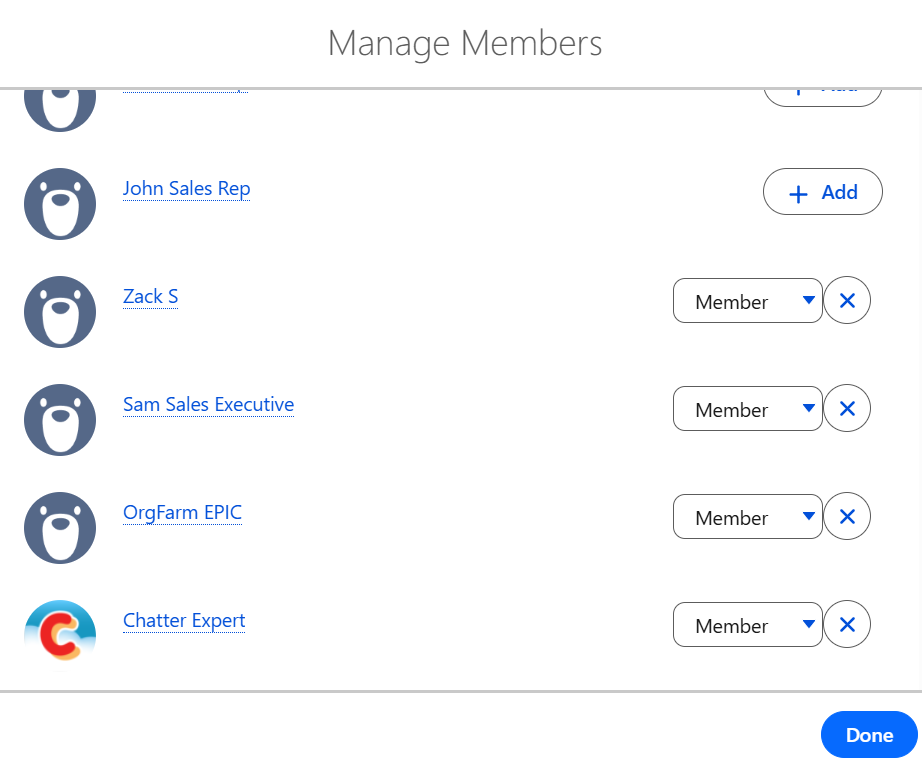 Manage Members
John Sales Rep
Add
Zack S
Member
Sam Sales Executive
Member
OrgFarm EPIC
Member
Chatter Expert
Member
Done